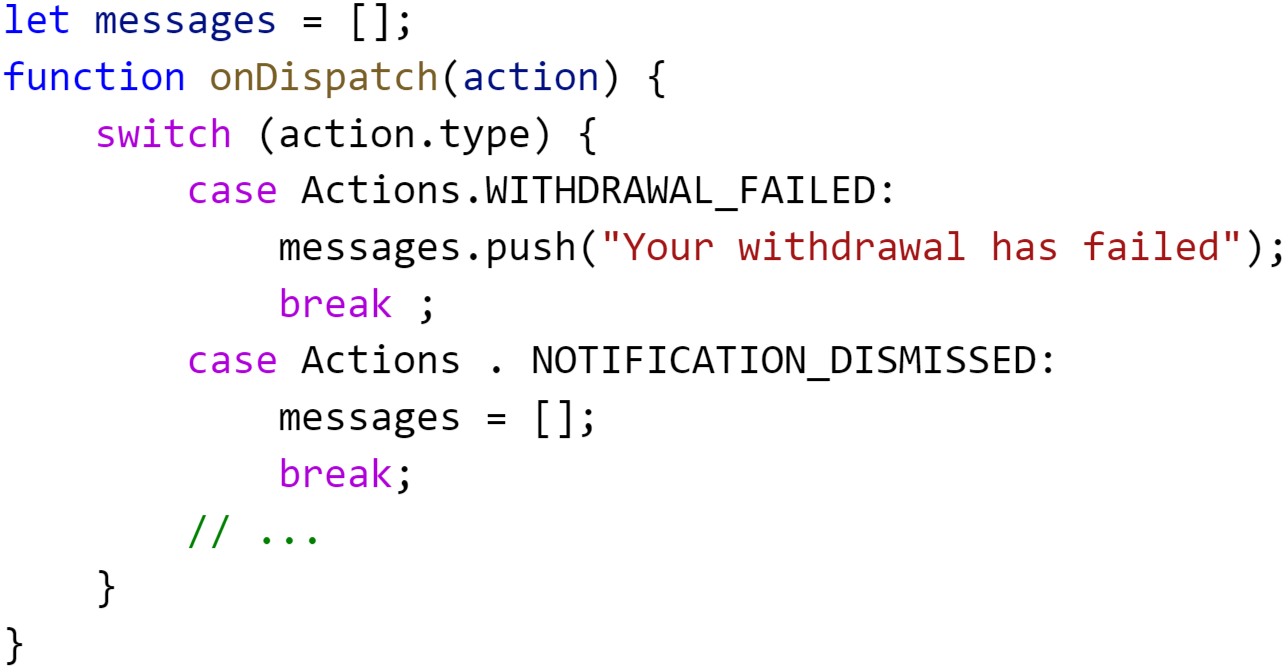 let messages = [];
function onDispatch(action) {
    switch (action.type) {
        case Actions.WITHDRAWAL_FAILED:
            messages.push("Your withdrawal has failed");
            break ;
        case Actions . NOTIFICATION_DISMISSED:
            messages = [];
            break;
        // ...
    }
}